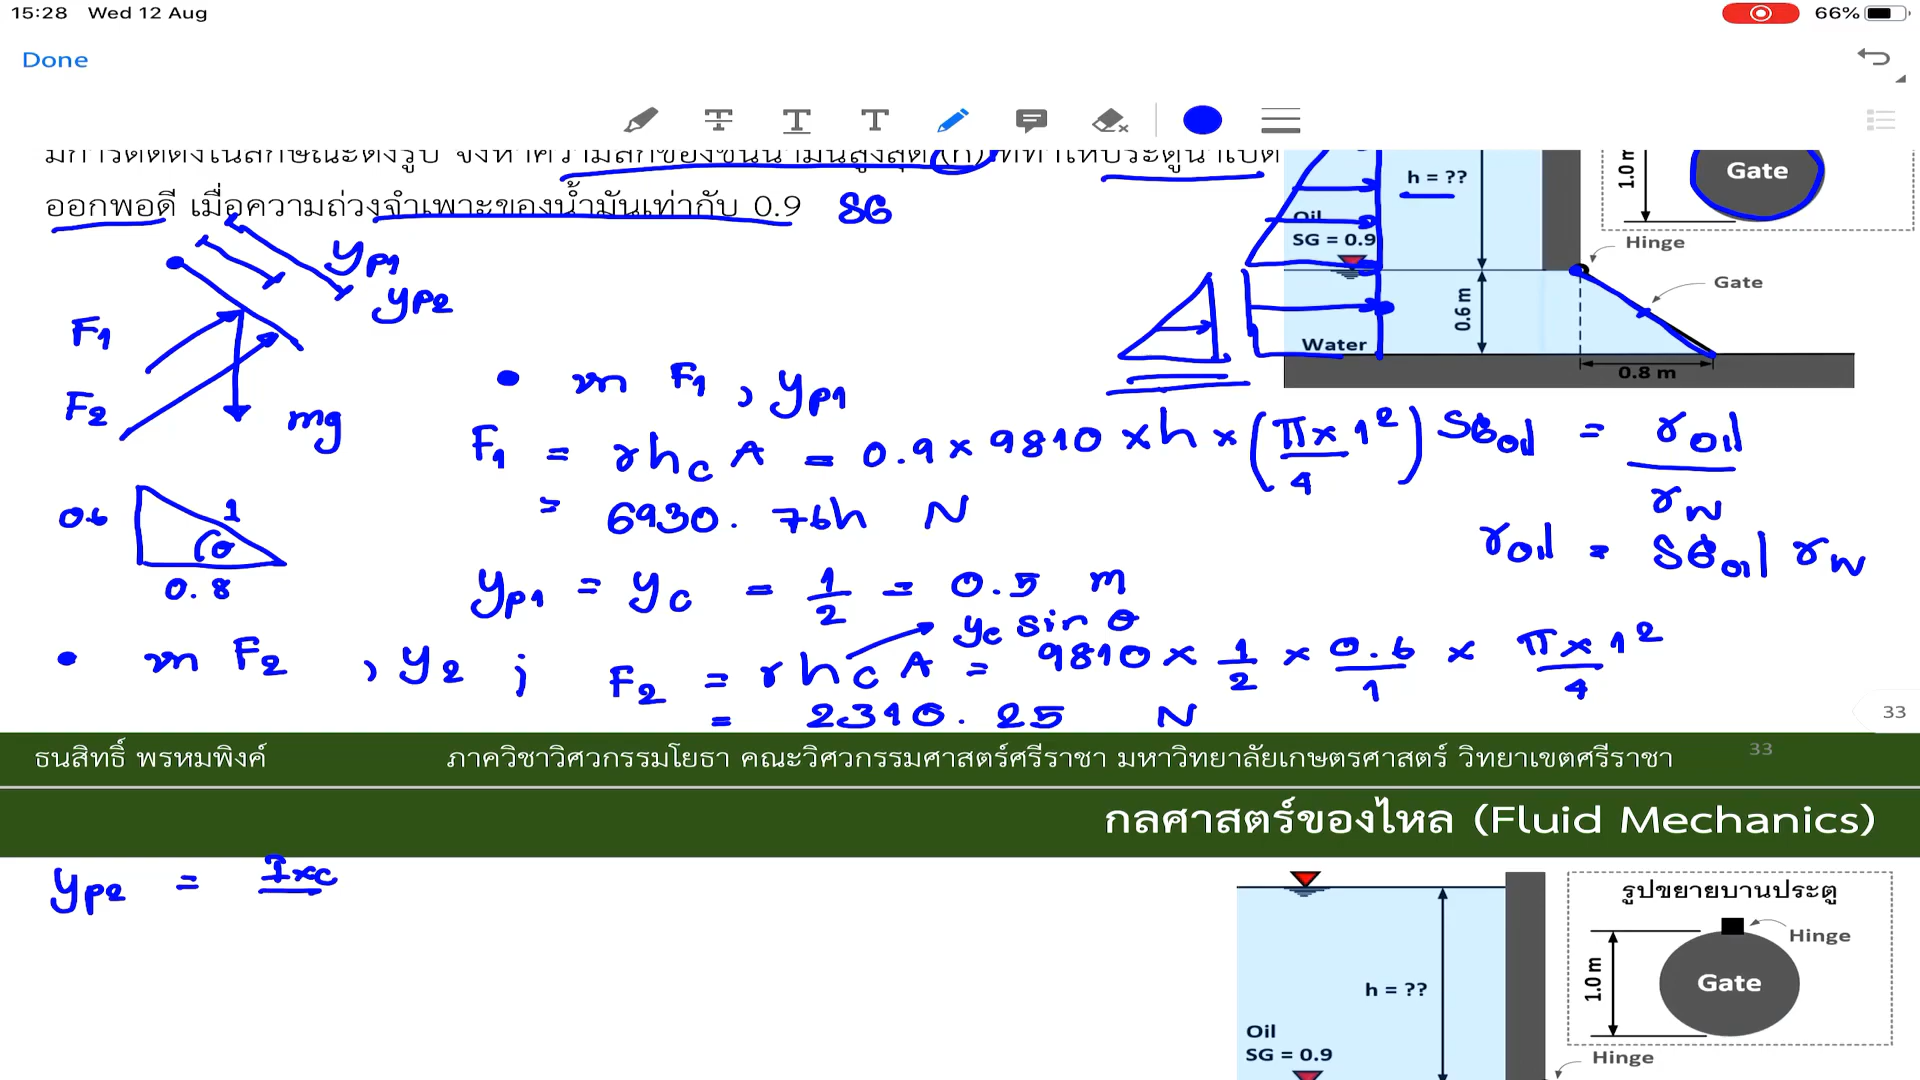 15:28 Wed 12 Aug
66%
Done
ออกพอดี เมื่อความถ่วงจำเพาะของน้ำมันเท่ากับ 0.9 SG
h = ??
Oil
SG = 0.9
Water
0.6 m
0.8 m
Hinge
Gate
1.0 m
Gate
yp1
yp2
F1
F2
mg
• หา F1 , yp1
F1 = γhcA = 0.9 × 9810 × h × (π×1²/4)
= 6930.76h N
SGoil = γoil/γw
γoil = SGoil γw
0.6
1
θ
0.8
yp1 = yc = 1/2 = 0.5 m
yc sin θ
• หา F2 , y2 ; F2 = γhcA = 9810 × 1/2 × 0.6/1 × π×1²/4
= 2310.25 N
33
ธนสิทธิ์ พรหมพิงค์ ภาควิชาวิศวกรรมโยธา คณะวิศวกรรมศาสตร์ศรีราชา มหาวิทยาลัยเกษตรศาสตร์ วิทยาเขตศรีราชา 33
กลศาสตร์ของไหล (Fluid Mechanics)
yp2 = Ixc
h = ??
Oil
SG = 0.9
รูปขยายบานประตู
Hinge
1.0 m
Gate
Hinge